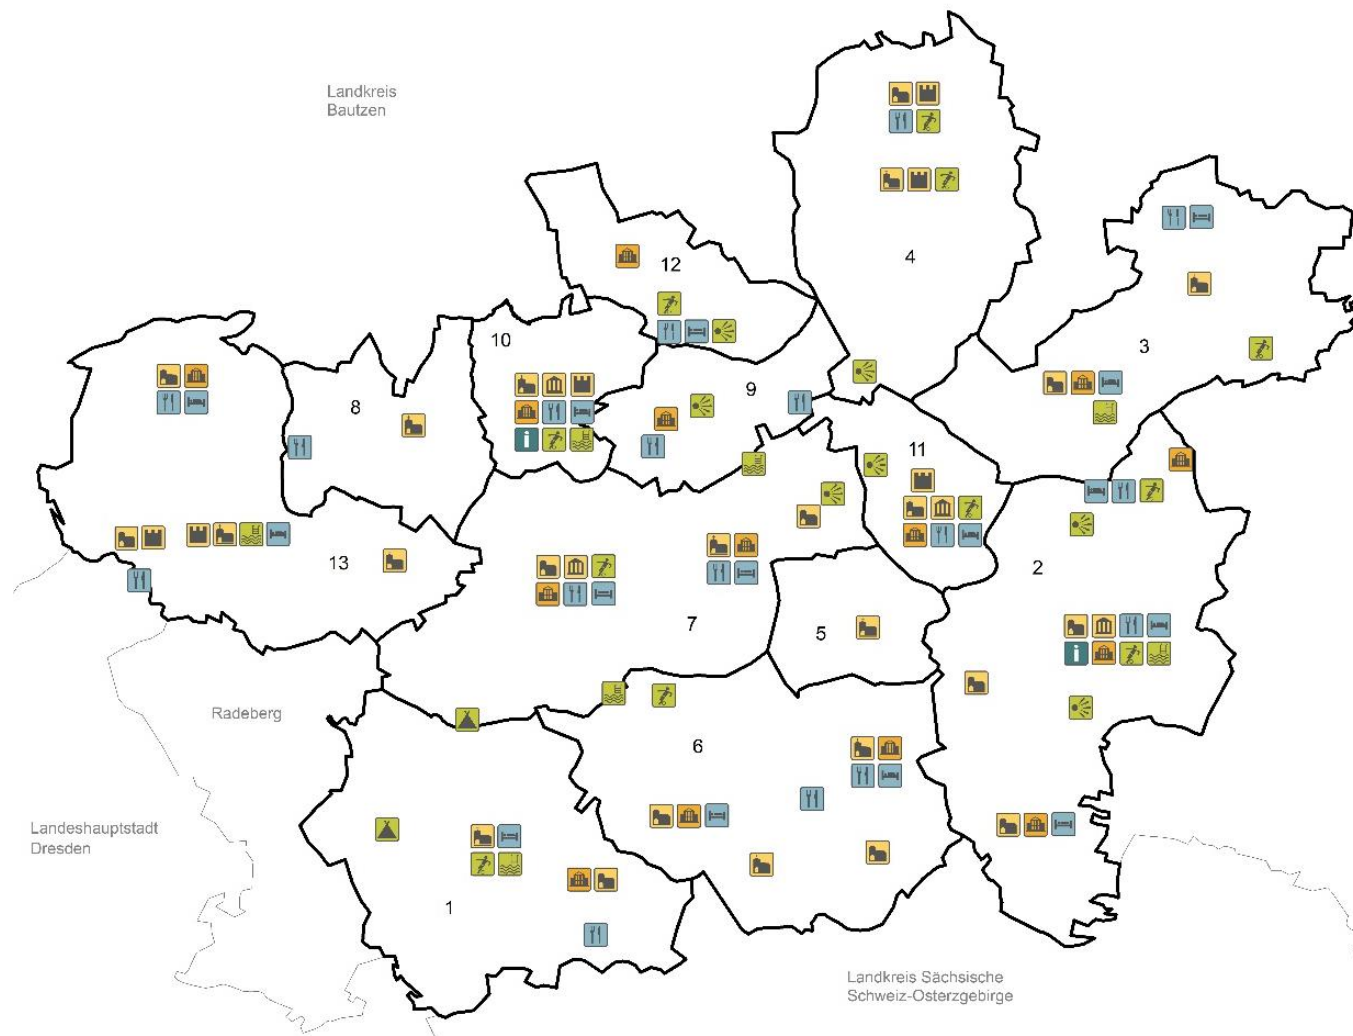 Landkreis
Bautzen
12
4
10
3
9
8
11
13
2
7
5
Radeberg
6
Landeshauptstadt
Dresden
1
Landkreis Sächsische
Schweiz-Osterzgebirge
i
i